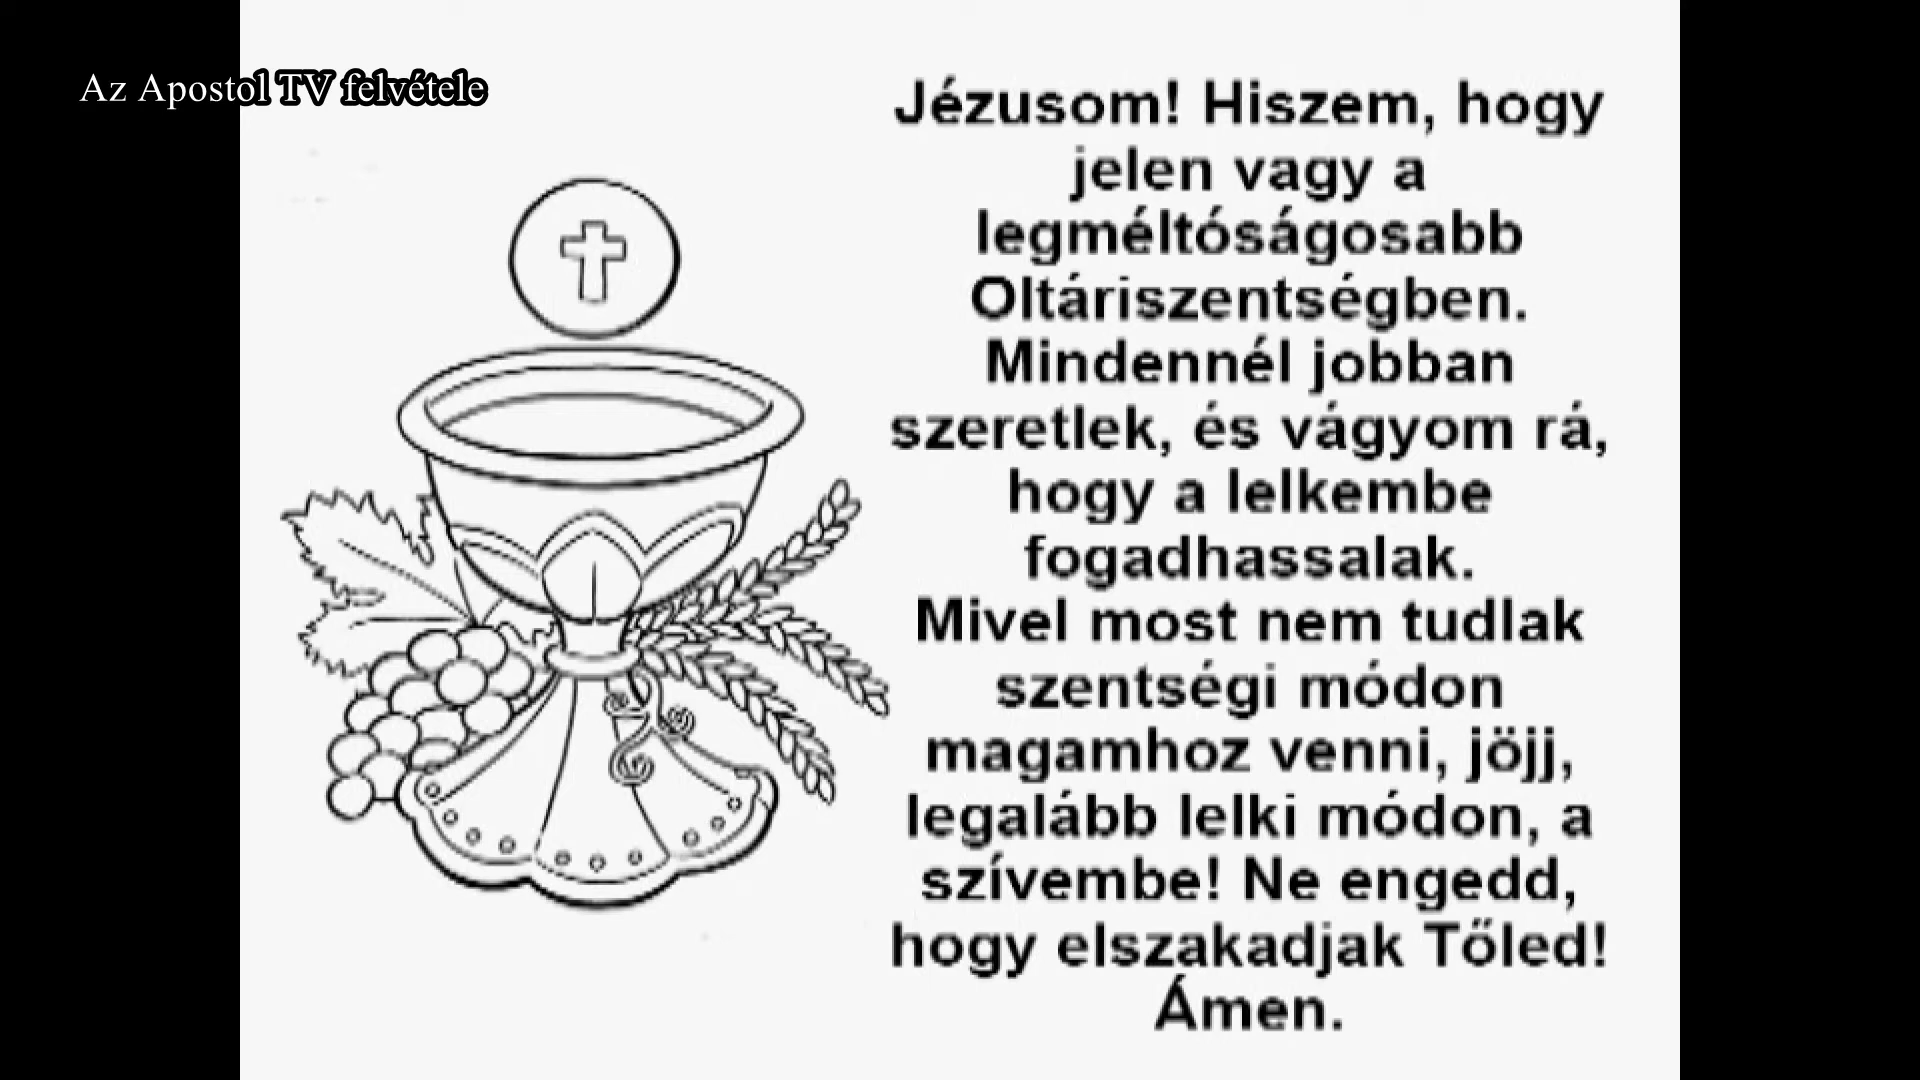 Az Apostol TV felvétele
Jézusom! Hiszem, hogy
jelen vagy a
legméltóságosabb
Oltáriszentségben.
Mindennél jobban
szeretlek, és vágyom rá,
hogy a lelkembe
fogadhassalak.
Mivel most nem tudlak
szentségi módon
magamhoz venni, jöjj,
legalább lelki módon, a
szívembe! Ne engedd,
hogy elszakadjak Tőled!
Ámen.